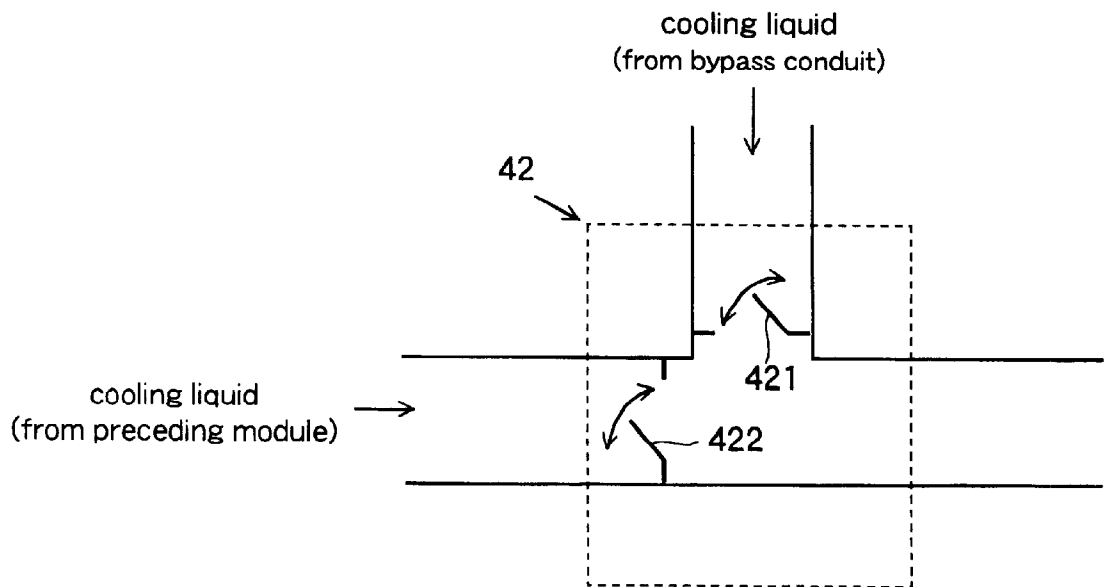 cooling liquid
(from bypass conduit)
42
421
cooling liquid
(from preceding module)
422